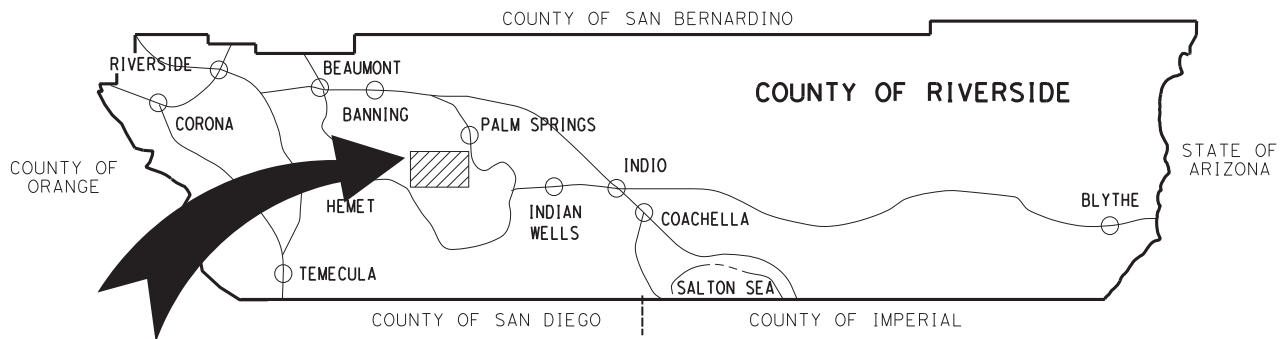 COUNTY OF SAN BERNARDINO
RIVERSIDE
BEAUMONT
COUNTY OF RIVERSIDE
BANNING
CORONA
PALM SPRINGS
COUNTY OF
ORANGE
STATE OF
ARIZONA
INDIO
HEMET
INDIAN
WELLS
COACHELLA
BLYTHE
TEMECULA
SALTON SEA
COUNTY OF SAN DIEGO
COUNTY OF IMPERIAL